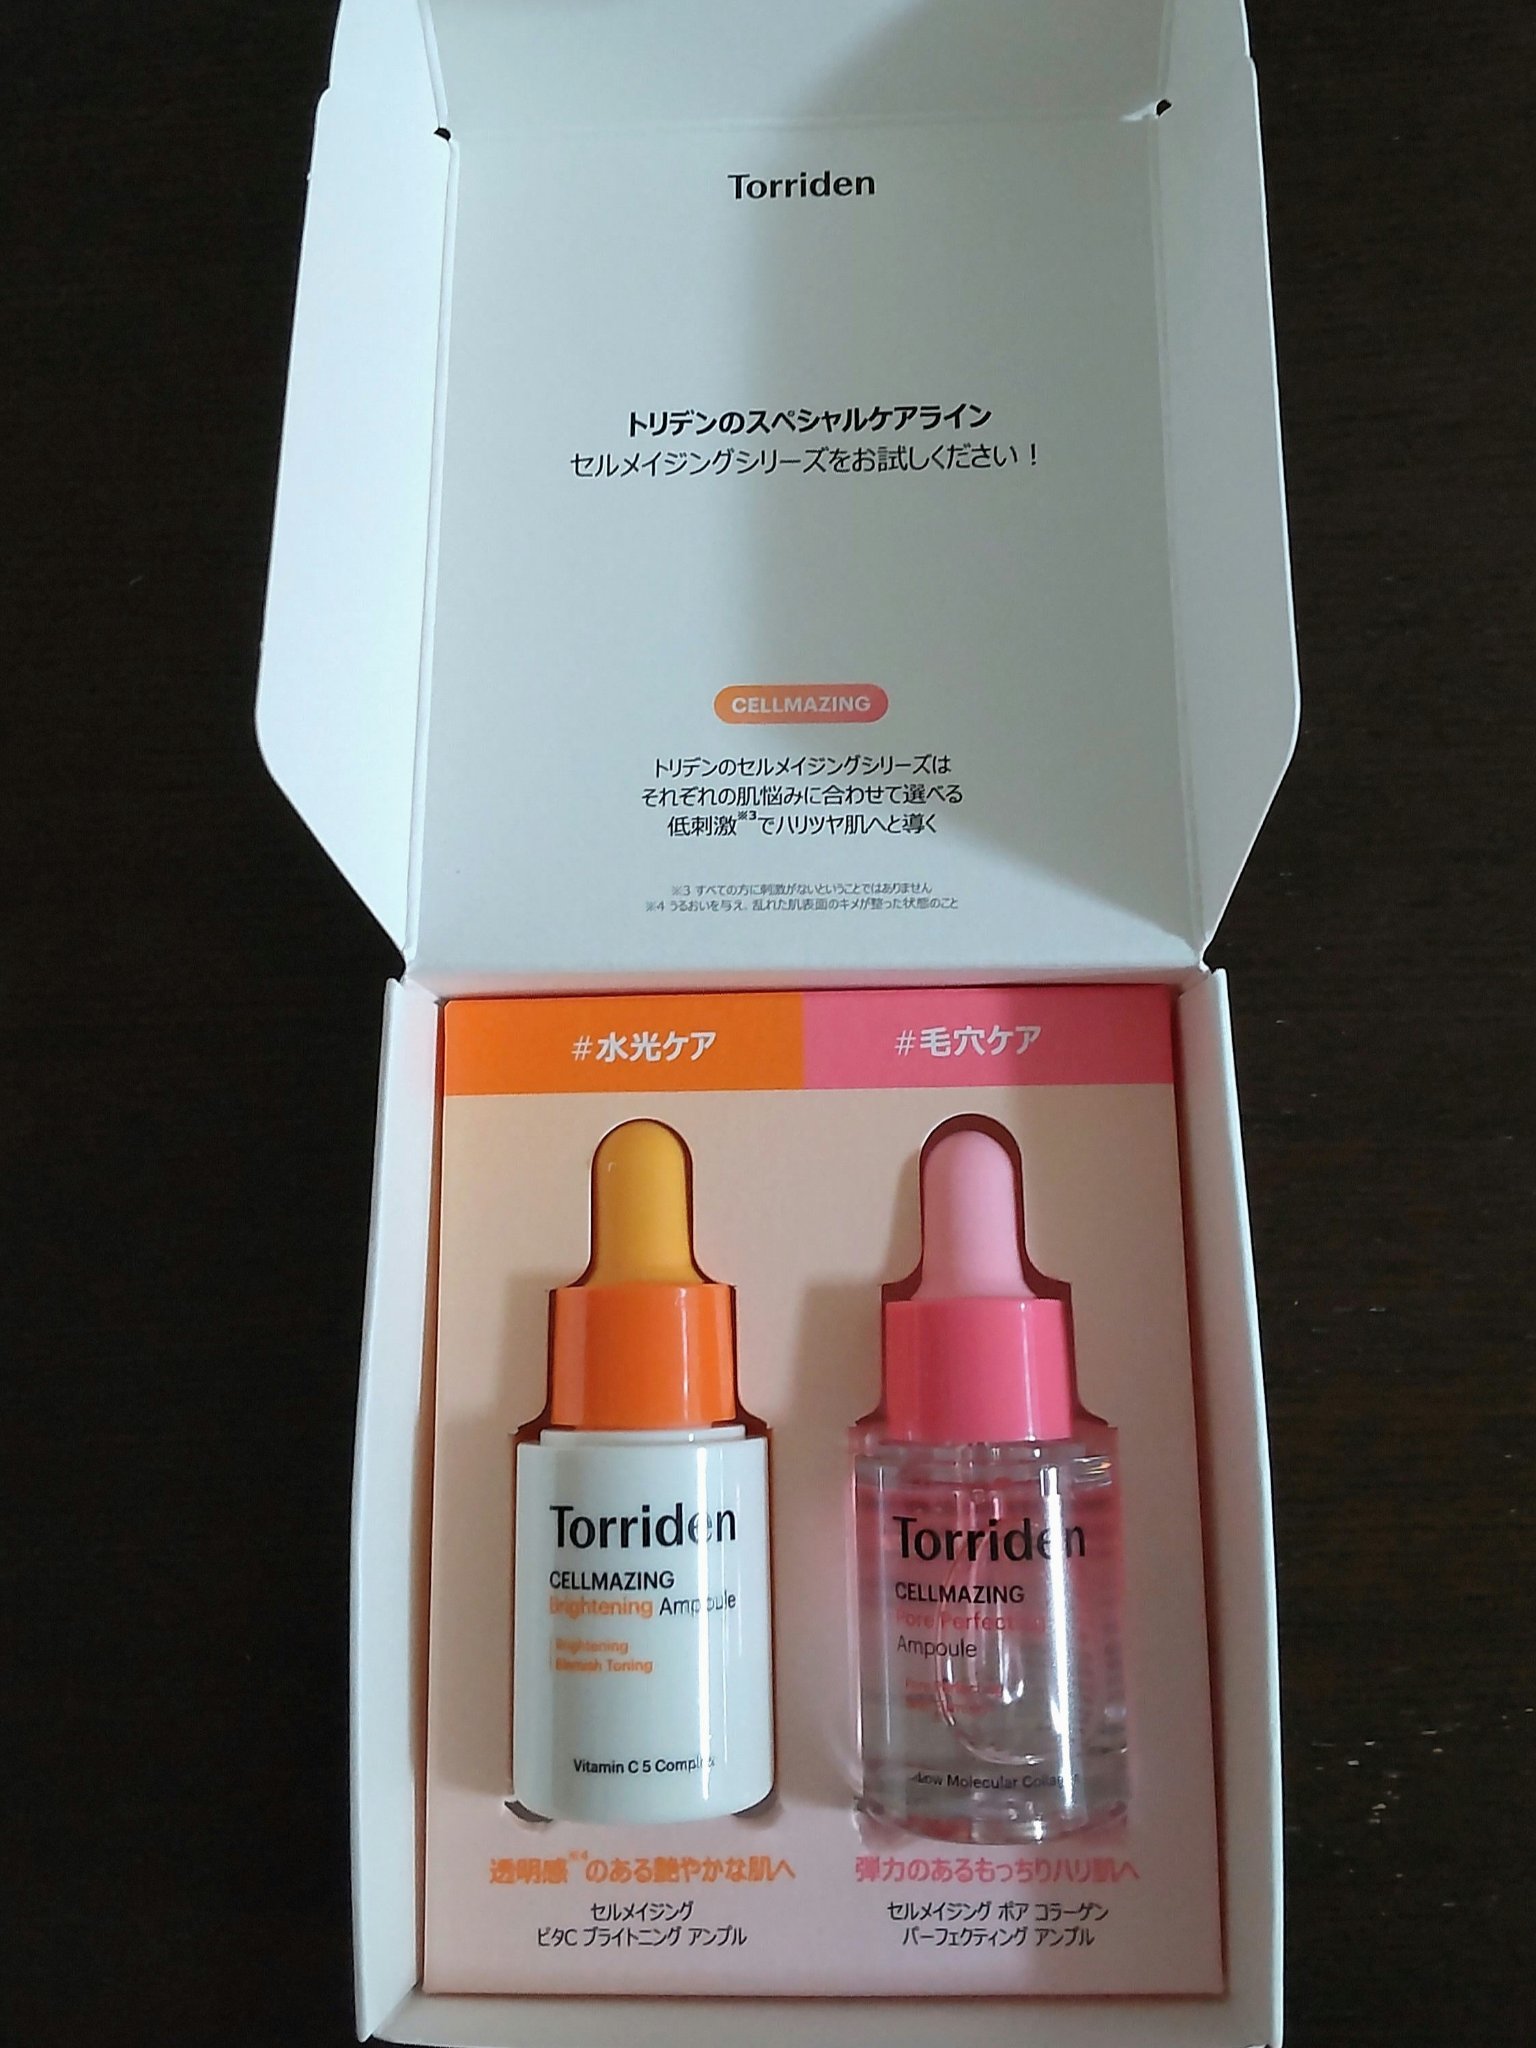 Torriden
トリデンのスペシャルケアライン
セルメイジングシリーズをお試しください！
CELLMAZING
トリデンのセルメイジングシリーズは
それぞれの肌悩みに合わせて選べる
低刺激※3でハリツヤ肌へと導く
※3 すべての方に刺激がないということではありません
※4 うるおいを与え、乱れた肌表面のキメが整った状態のこと
#水光ケア
#毛穴ケア
Torriden
CELLMAZING
Brightening Ampoule
Brightening
Blemish Toning
Vitamin C 5 Complex
Torriden
CELLMAZING
Pore Perfecting
Ampoule
Low Molecular Collagen
透明感※4のある艶やかな肌へ
セルメイジング
ビタC ブライトニング アンプル
弾力のあるもっちりハリ肌へ
セルメイジング ポア コラーゲン
パーフェクティング アンプル